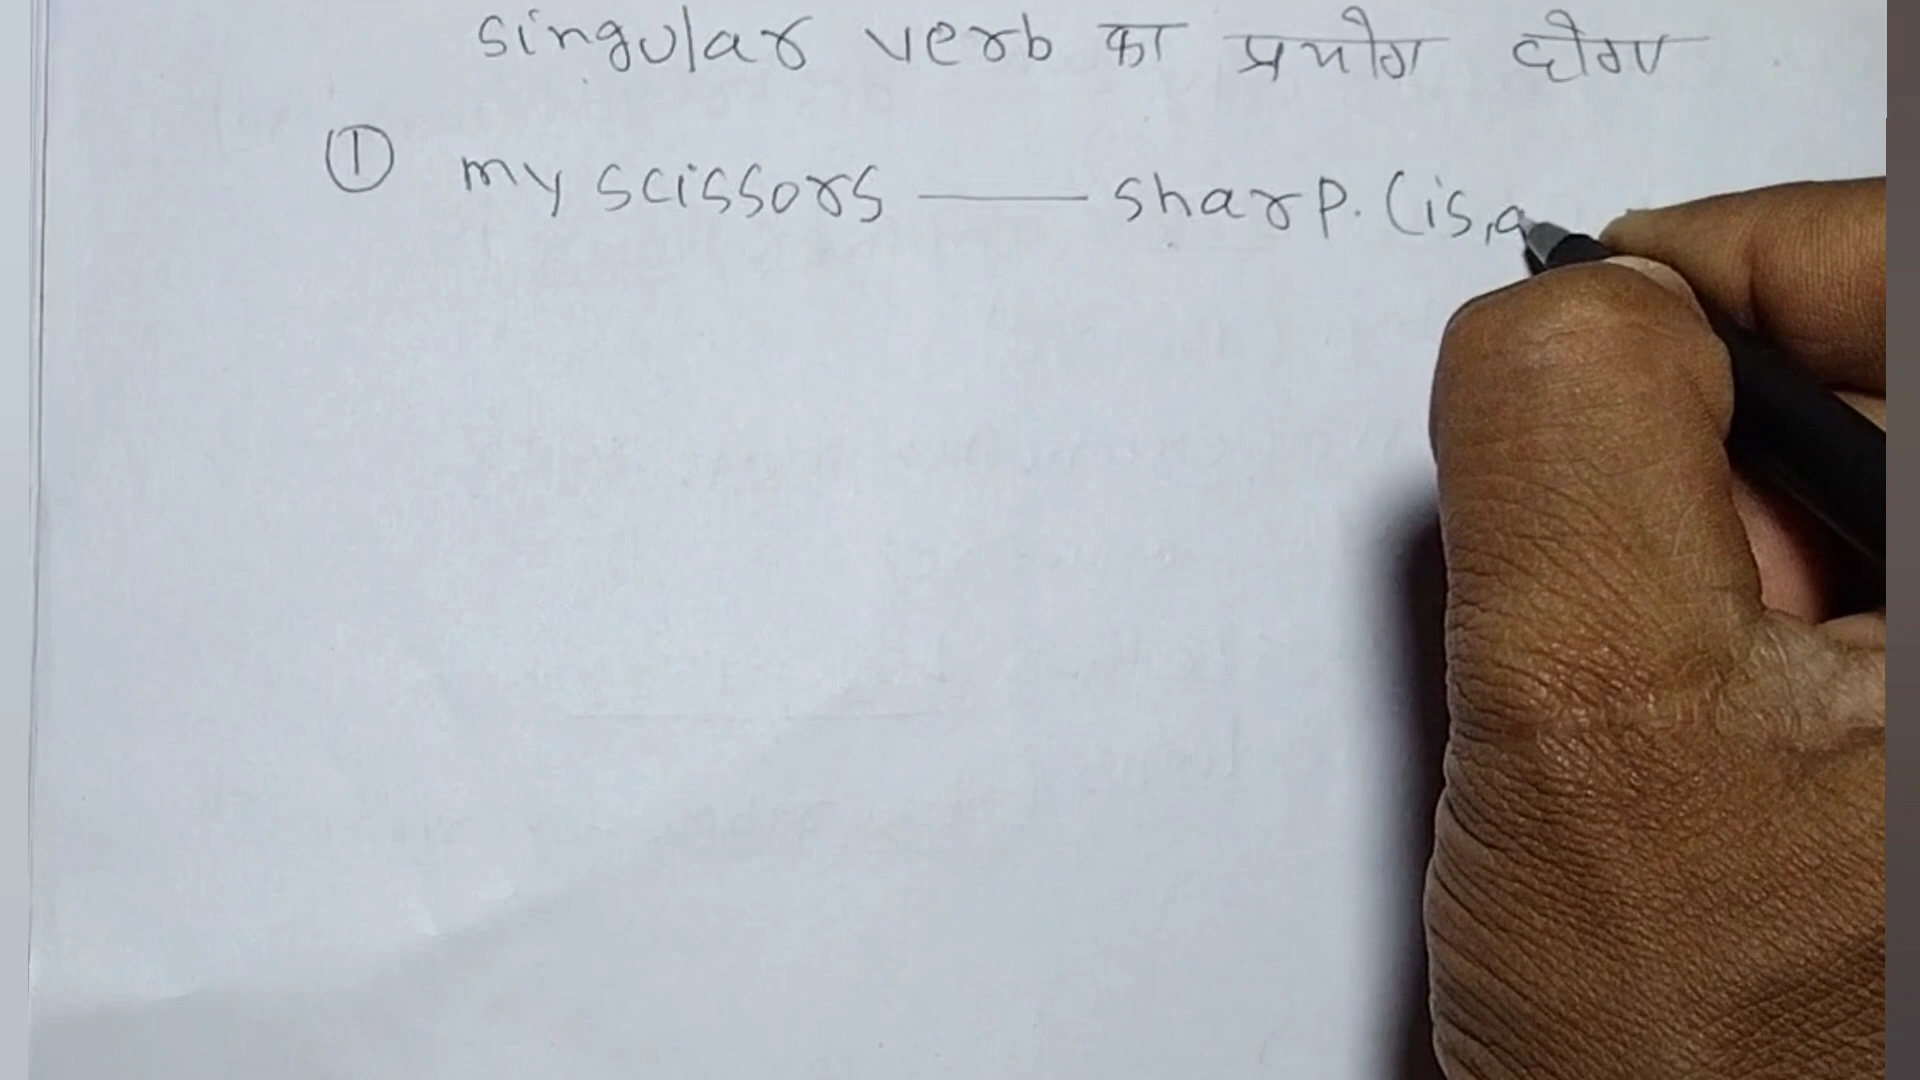 singular verb का प्रयोग होगा
① my scissors —— sharp. (is, a